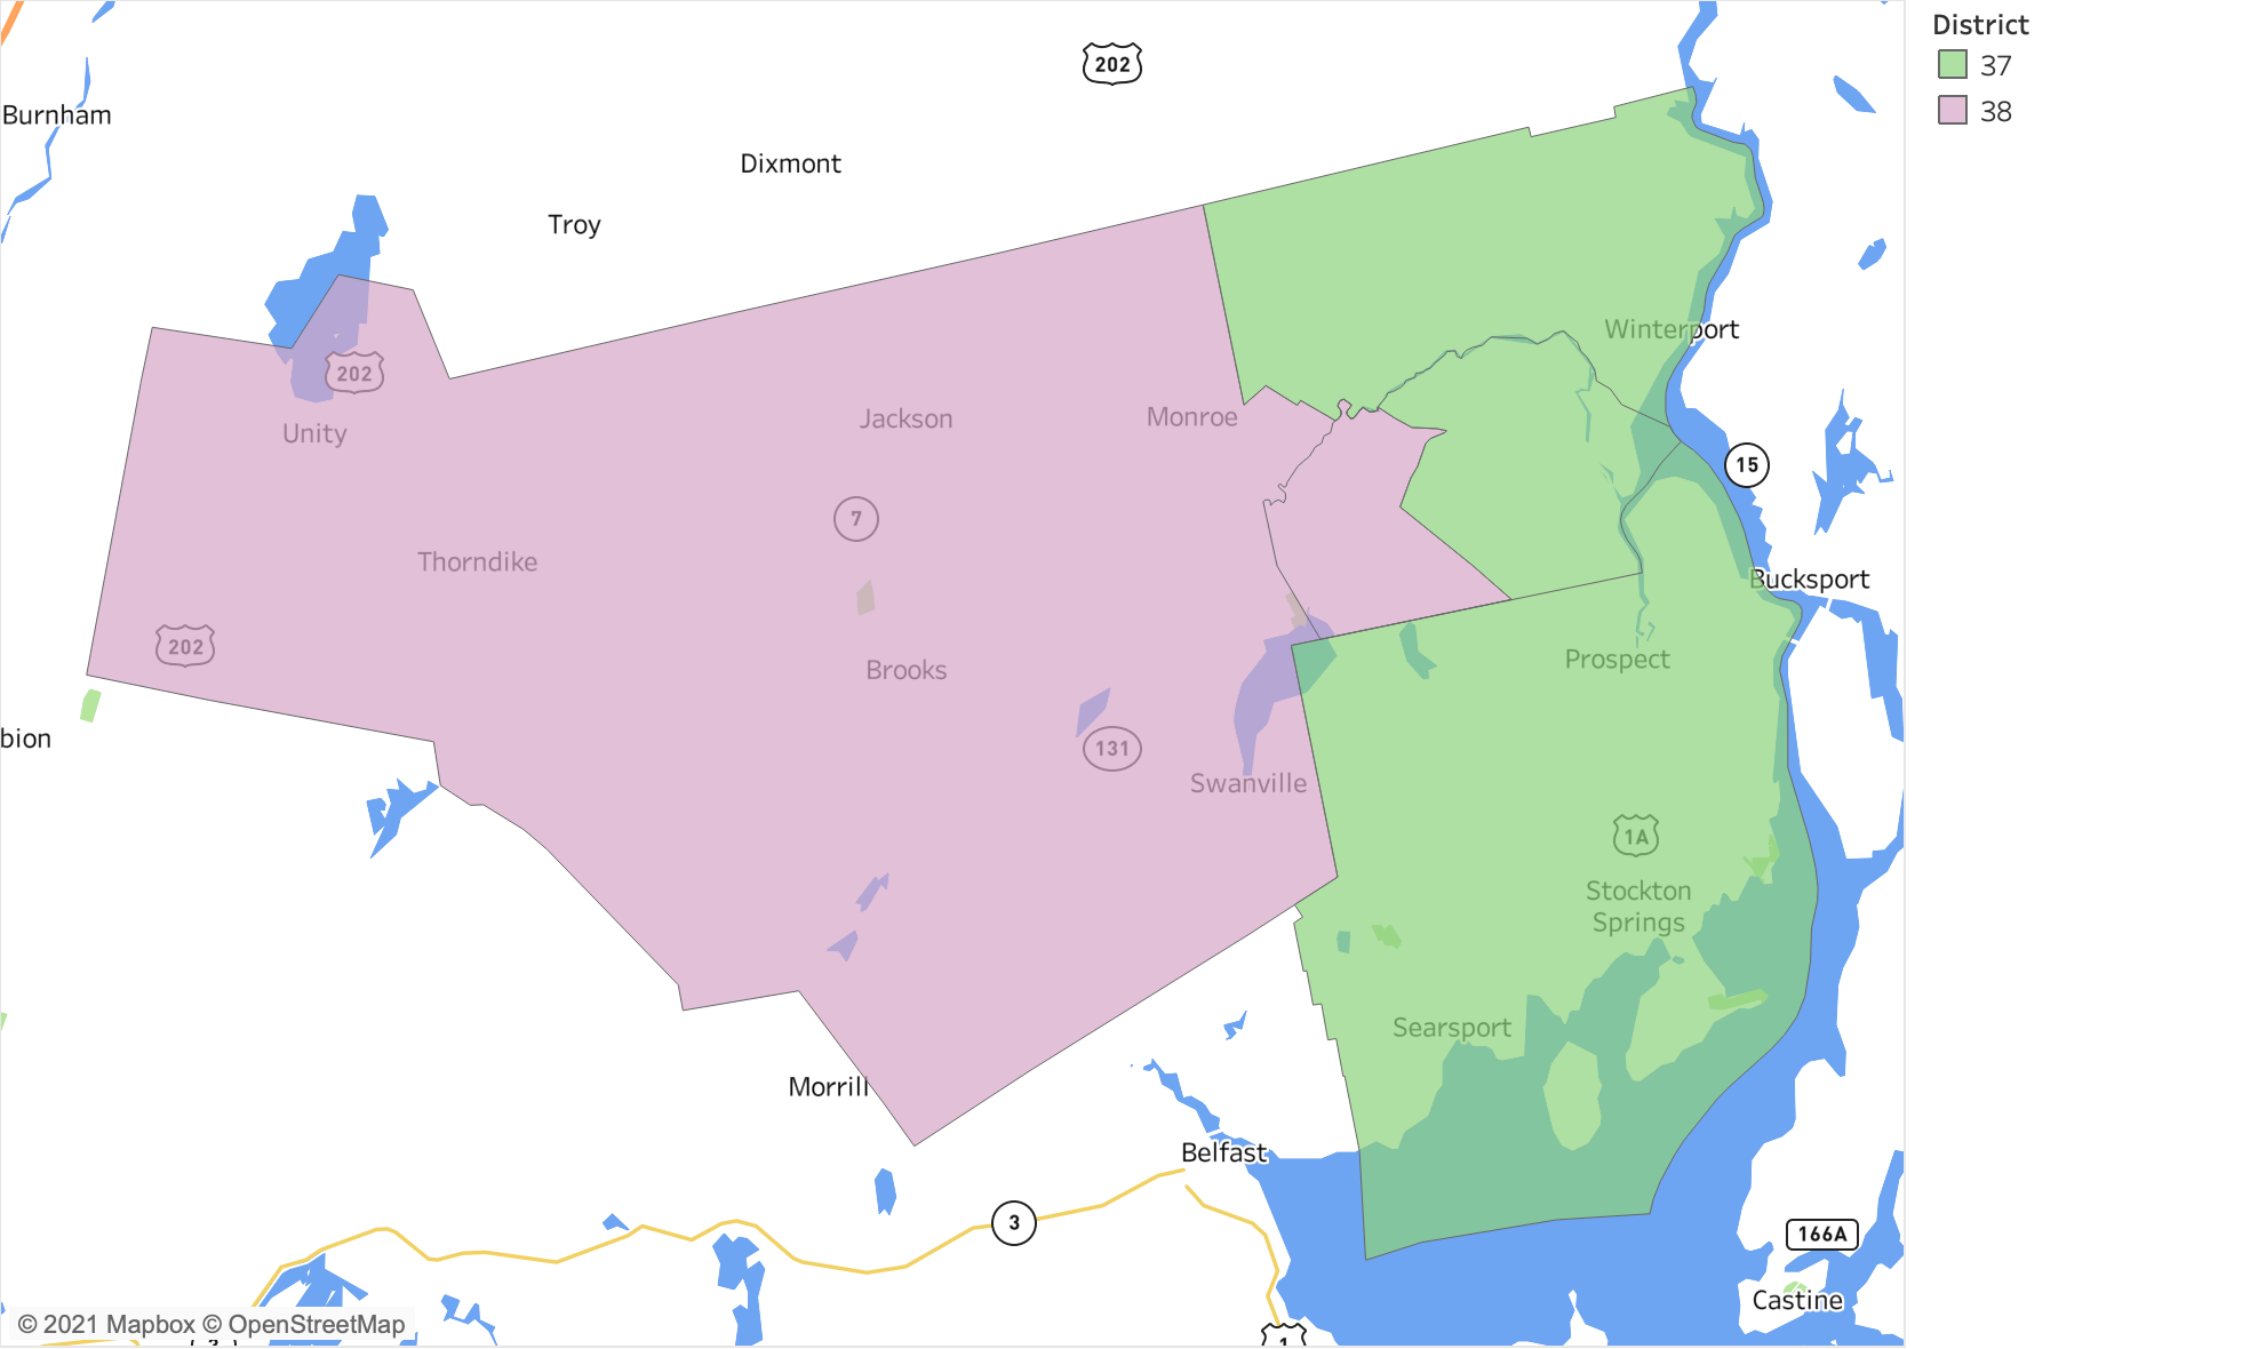 District
37
38
202
Burnham
Dixmont
Troy
Winterport
202
Unity
Jackson
Monroe
15
7
Thorndike
Bucksport
202
Brooks
Prospect
bion
131
Swanville
1A
Stockton
Springs
Searsport
Morrill
Belfast
3
166A
Castine
© 2021 Mapbox © OpenStreetMap
1